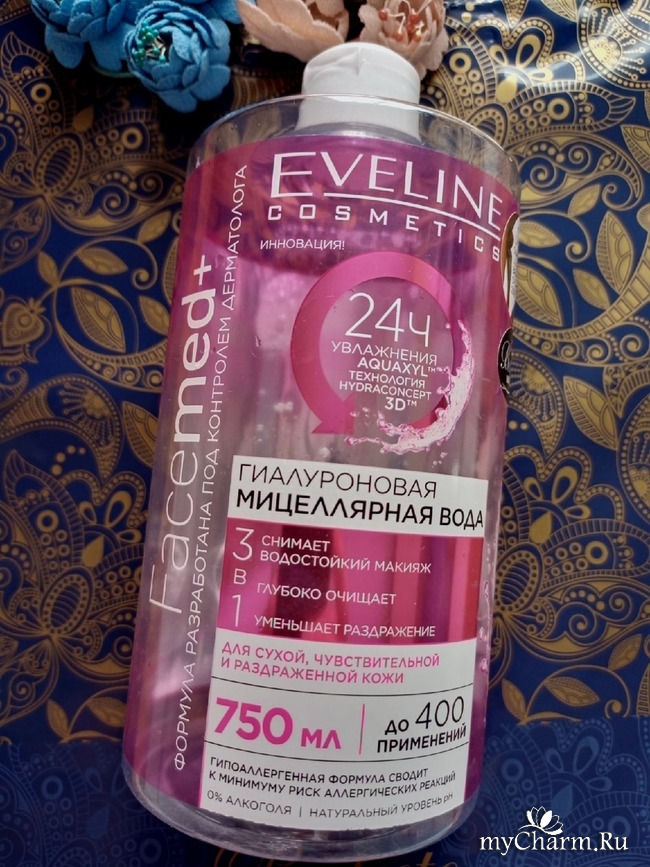 EVELINE
COSMETICS
ИННОВАЦИЯ!
24Ч
УВЛАЖНЕНИЯ
AQUAXYL™
ТЕХНОЛОГИЯ
HYDRACONCEPT
3D™
Facemed+
ФОРМУЛА РАЗРАБОТАНА ПОД КОНТРОЛЕМ ДЕРМАТОЛОГА
ГИАЛУРОНОВАЯ
МИЦЕЛЛЯРНАЯ ВОДА
3 СНИМАЕТ
ВОДОСТОЙКИЙ МАКИЯЖ
В ГЛУБОКО ОЧИЩАЕТ
1 УМЕНЬШАЕТ РАЗДРАЖЕНИЕ
ДЛЯ СУХОЙ, ЧУВСТВИТЕЛЬНОЙ
И РАЗДРАЖЕННОЙ КОЖИ
750 МЛ
ДО 400
ПРИМЕНЕНИЙ
ГИПОАЛЛЕРГЕННАЯ ФОРМУЛА СВОДИТ
К МИНИМУМУ РИСК АЛЛЕРГИЧЕСКИХ РЕАКЦИЙ
0% АЛКОГОЛЯ | НАТУРАЛЬНЫЙ УРОВЕНЬ pH
myCharm.Ru